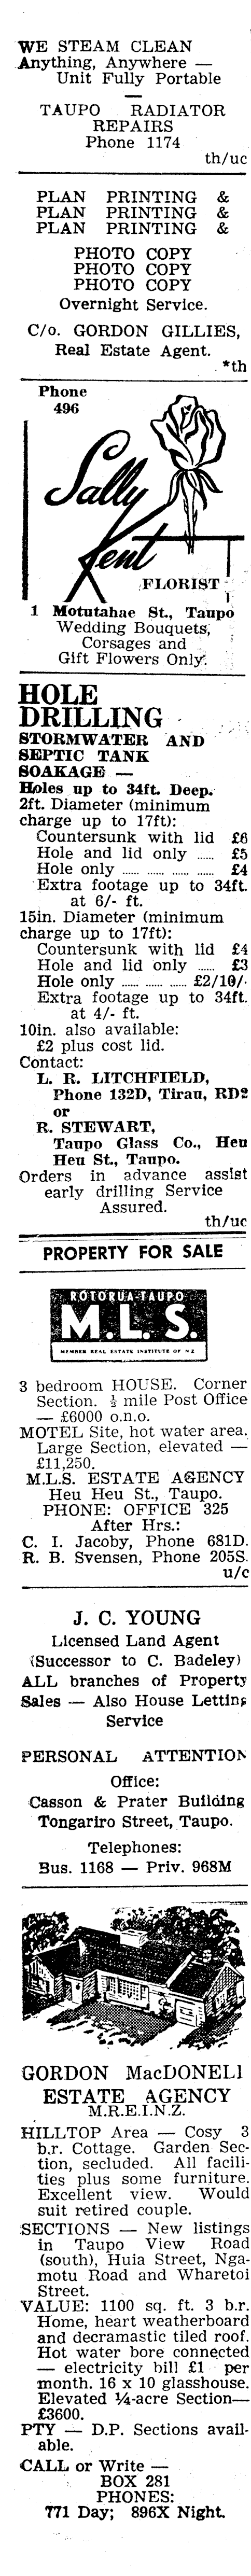 WE STEAM CLEAN
Anything, Anywhere —
Unit Fully Portable
—
TAUPO RADIATOR
REPAIRS
Phone 1174
th/uc
PLAN PRINTING &
PLAN PRINTING &
PLAN PRINTING &
PHOTO COPY
PHOTO COPY
PHOTO COPY
Overnight Service.
C/o. GORDON GILLIES,
Real Estate Agent.
*th
Phone
496
Sally
Kent
FLORIST
1 Motutahae St., Taupo
Wedding Bouquets,
Corsages and
Gift Flowers Only.
HOLE
DRILLING
STORMWATER AND
SEPTIC TANK
SOAKAGE —
Holes up to 34ft. Deep.
2ft. Diameter (minimum
charge up to 17ft):
Countersunk with lid £6
Hole and lid only ...... £5
Hole only ...... ...... ...... £4
Extra footage up to 34ft.
at 6/- ft.
15in. Diameter (minimum
charge up to 17ft):
Countersunk with lid £4
Hole and lid only ...... £3
Hole only ...... ...... £2/10/-
Extra footage up to 34ft.
at 4/- ft.
10in. also available:
£2 plus cost lid.
Contact:
L. R. LITCHFIELD,
Phone 132D, Tirau, RD2
or
R. STEWART,
Taupo Glass Co., Heu
Heu St., Taupo.
Orders in advance assist
early drilling Service
Assured.
th/uc
PROPERTY FOR SALE
ROTORUA-TAUPO
M.L.S.
MEMBER REAL ESTATE INSTITUTE OF N Z
3 bedroom HOUSE. Corner
Section. ½ mile Post Office
— £6000 o.n.o.
MOTEL Site, hot water area.
Large Section, elevated —
£11,250.
M.L.S. ESTATE AGENCY
Heu Heu St., Taupo.
PHONE: OFFICE 325
After Hrs.:
C. I. Jacoby, Phone 681D.
R. B. Svensen, Phone 205S.
u/c
J. C. YOUNG
Licensed Land Agent
(Successor to C. Badeley)
ALL branches of Property
Sales — Also House Letting
Service
PERSONAL ATTENTION
Office:
Casson & Prater Building
Tongariro Street, Taupo.
Telephones:
Bus. 1168 — Priv. 968M
GORDON MacDONELL
ESTATE AGENCY
M.R.E.I.N.Z.
HILLTOP Area — Cosy 3
b.r. Cottage. Garden Sec-
tion, secluded. All facili-
ties plus some furniture.
Excellent view. Would
suit retired couple.
SECTIONS — New listings
in Taupo View Road
(south), Huia Street, Nga-
motu Road and Wharetoi
Street.
VALUE: 1100 sq. ft. 3 b.r.
Home, heart weatherboard
and decramastic tiled roof.
Hot water bore connected
— electricity bill £1 per
month. 16 x 10 glasshouse.
Elevated ¼-acre Section—
£3600.
PTY — D.P. Sections avail-
able.
CALL or Write —
BOX 281
PHONES:
771 Day; 896X Night.